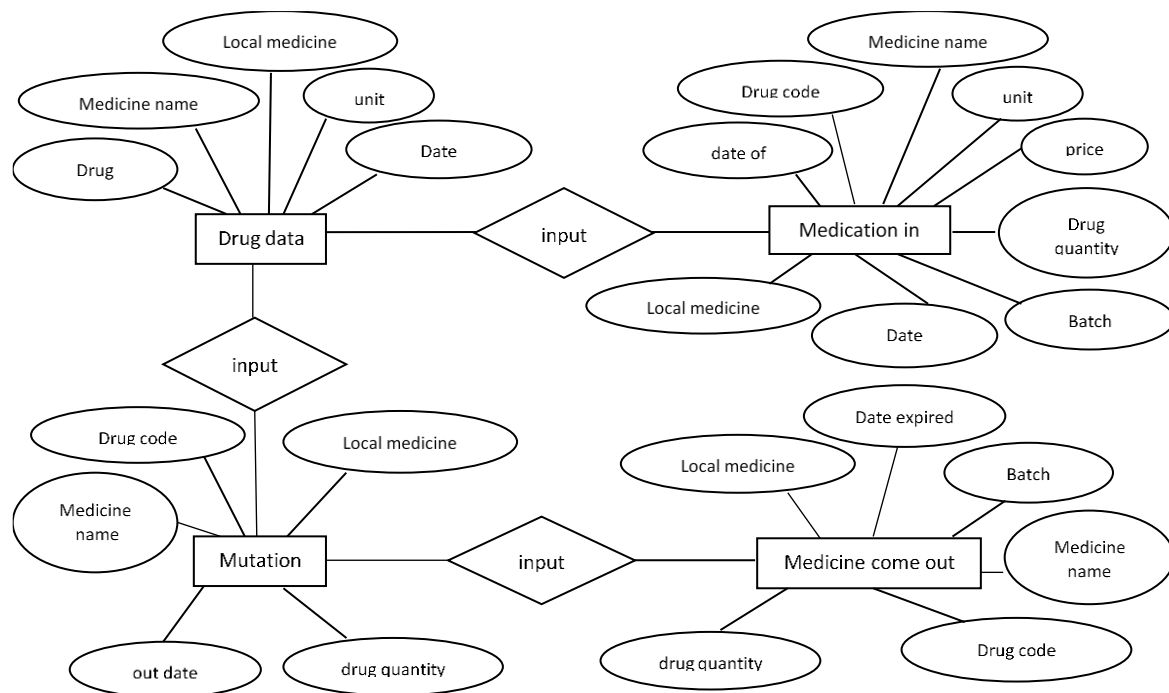 Local medicine
Medicine name
unit
Drug
Date
Drug data
input
Medicine name
Drug code
unit
date of
price
Medication in
Drug
quantity
Local medicine
Date
Batch
input
Drug code
Local medicine
Medicine
name
Mutation
out date
drug quantity
input
Date expired
Local medicine
Batch
Medicine come out
Medicine
name
drug quantity
Drug code